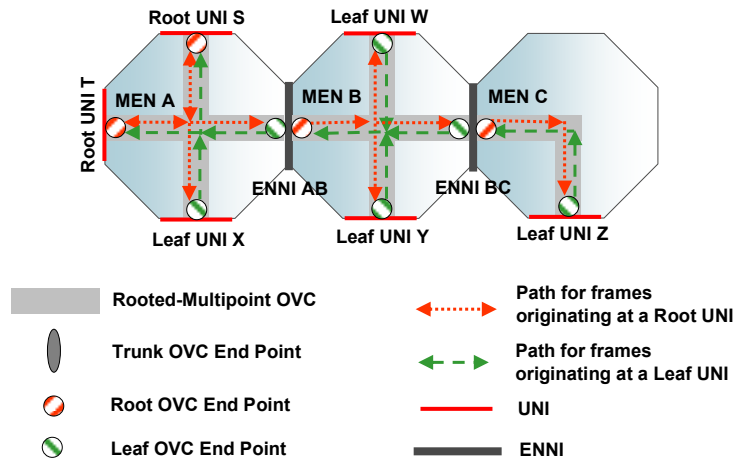 Root UNI S
Leaf UNI W
Root UNI T
MEN A
MEN B
MEN C
ENNI AB
ENNI BC
Leaf UNI X
Leaf UNI Y
Leaf UNI Z
Rooted-Multipoint OVC
Path for frames
originating at a Root UNI
Trunk OVC End Point
Path for frames
originating at a Leaf UNI
Root OVC End Point
UNI
Leaf OVC End Point
ENNI